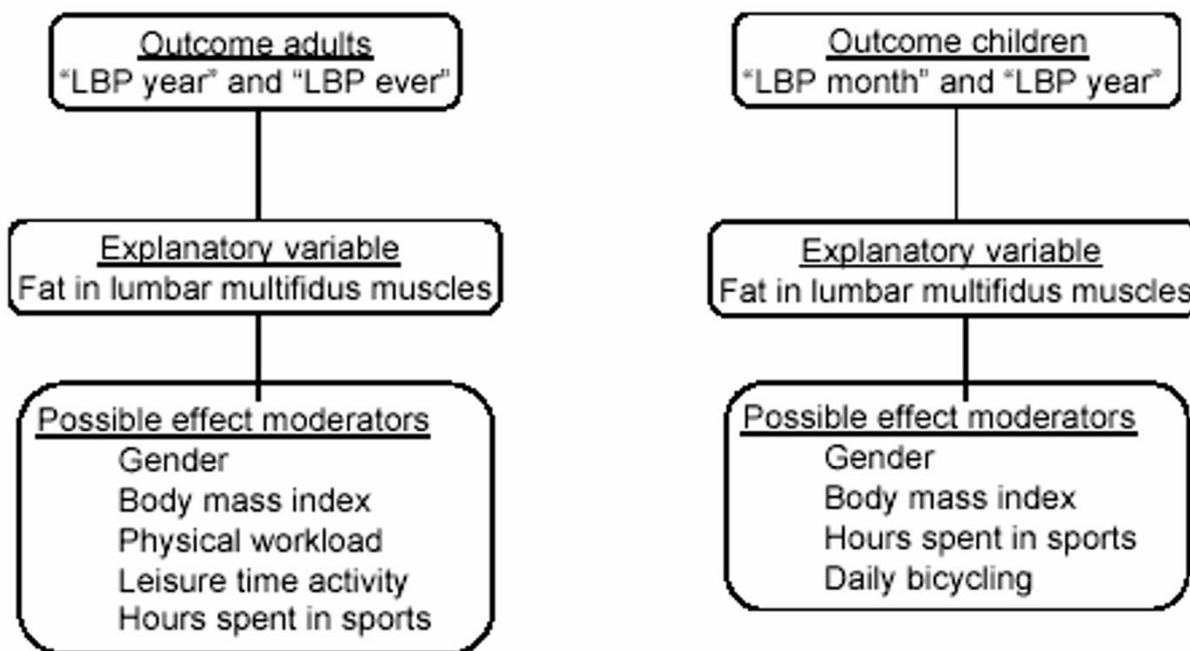 Outcome adults
“LBP year” and “LBP ever”
Explanatory variable
Fat in lumbar multifidus muscles
Possible effect moderators
Gender
Body mass index
Physical workload
Leisure time activity
Hours spent in sports
Outcome children
“LBP month” and “LBP year”
Explanatory variable
Fat in lumbar multifidus muscles
Possible effect moderators
Gender
Body mass index
Hours spent in sports
Daily bicycling